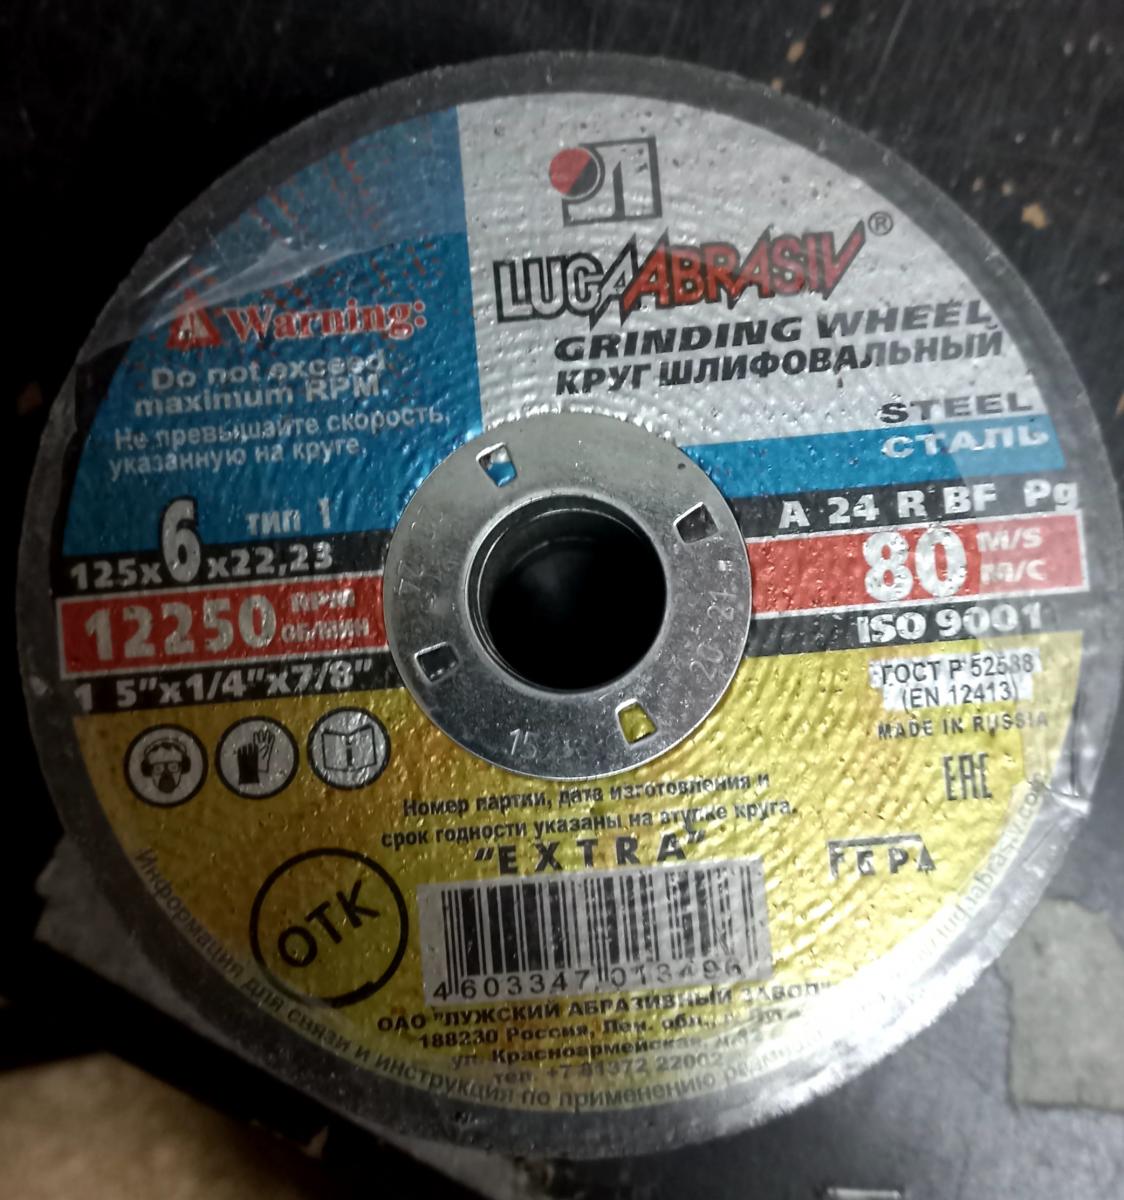 LUGAABRASIV®
GRINDING WHEEL
КРУГ ШЛИФОВАЛЬНЫЙ
STEEL
СТАЛЬ
Warning:
Do not exceed
maximum RPM.
Не превышайте скорость,
указанную на круге.
ТИП 1
125x6x22,23
12250 RPM
ОБ/МИН
1 5"x1/4"x7/8"
A 24 R BF Pg
80 M/S
М/С
ISO 9001
ГОСТ Р 52588
(EN 12413)
MADE IN RUSSIA
EAC
20
15
Номер партии, дата изготовления и
срок годности указаны на втулке круга.
"EXTRA"
ОТК
4 603347 013496
ОАО "ЛУЖСКИЙ АБРАЗИВНЫЙ ЗАВОД"
188230 Россия, Лен. обл.,
ул. Красноармейская,
тел. +7 81372 22002
Информация для связи и инструкция по применению